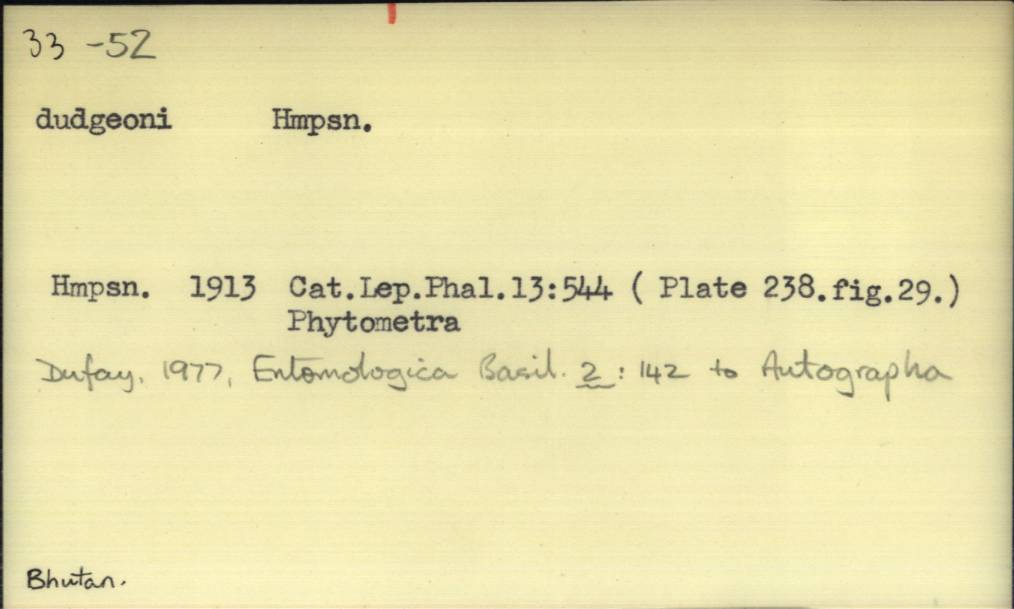 33 -52
dudgeoni Hmpsn.
Hmpsn. 1913 Cat.Lep.Phal.13:544 ( Plate 238.fig.29.)
Phytometra
Dufay, 1977, Entomologica Basil. 2 : 142 to Autographa
Bhutan.